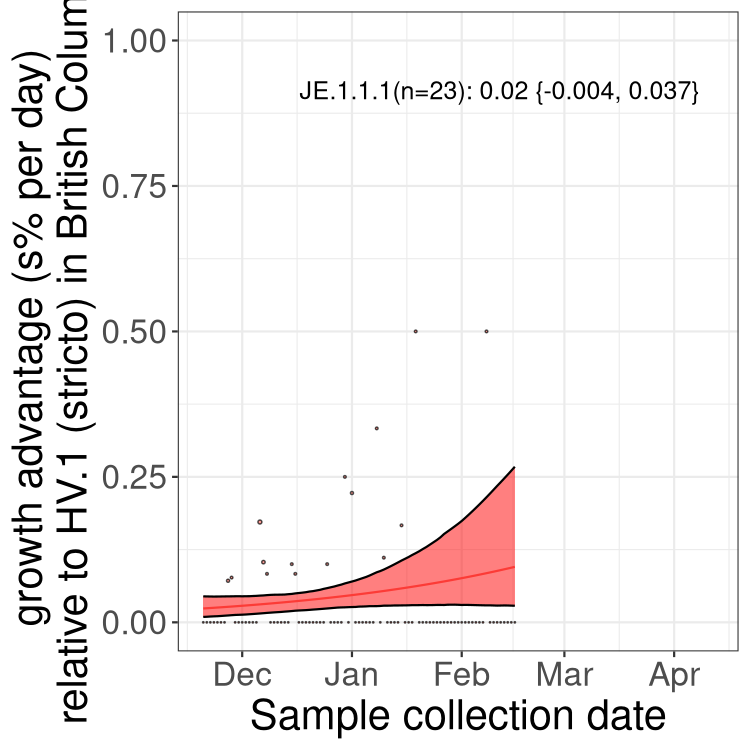 growth advantage (s% per day)
relative to HV.1 (stricto) in British Colum
1.00
JE.1.1.1(n=23): 0.02 {-0.004, 0.037}
0.75
0.50
0.25
0.00
Dec Jan Feb Mar Apr
Sample collection date